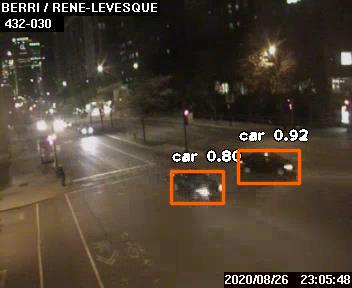 BERRI / RENE-LEVESQUE
432-030
car 0.92
car 0.80
2020/08/26 23:05:48